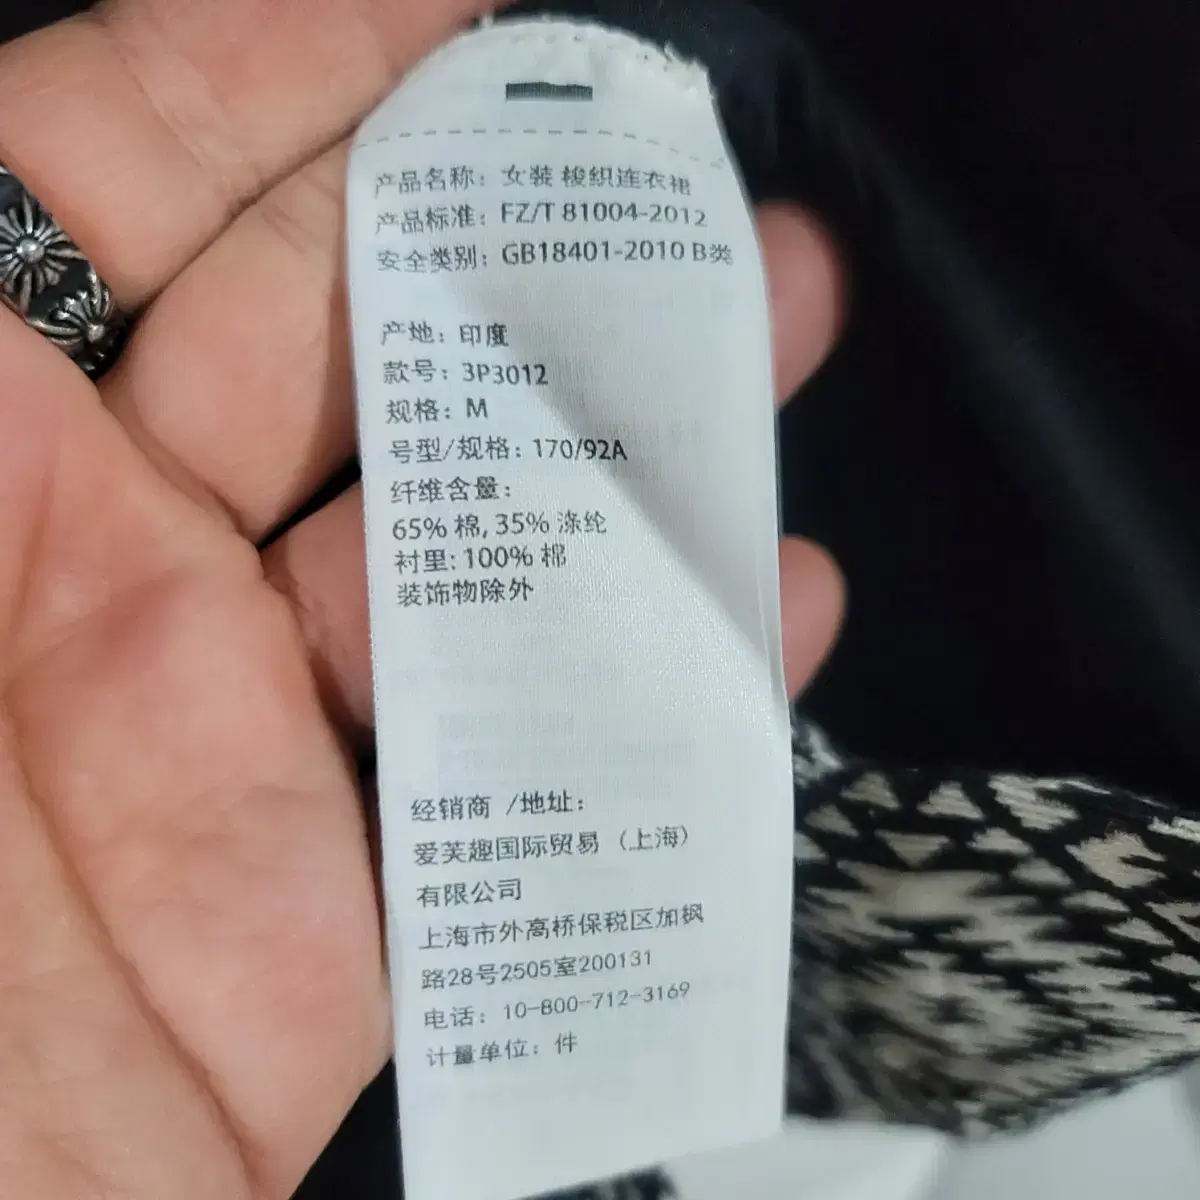 产品名称：女装 梭织连衣裙
产品标准：FZ/T 81004-2012
安全类别：GB18401-2010 B类
产地：印度
款号：3P3012
规格：M
号型/规格：170/92A
纤维含量：
65% 棉, 35% 涤纶
衬里: 100% 棉
装饰物除外
经销商 /地址：
爱芙趣国际贸易（上海）
有限公司
上海市外高桥保税区加枫
路28号2505室200131
电话：10-800-712-3169
计量单位：件